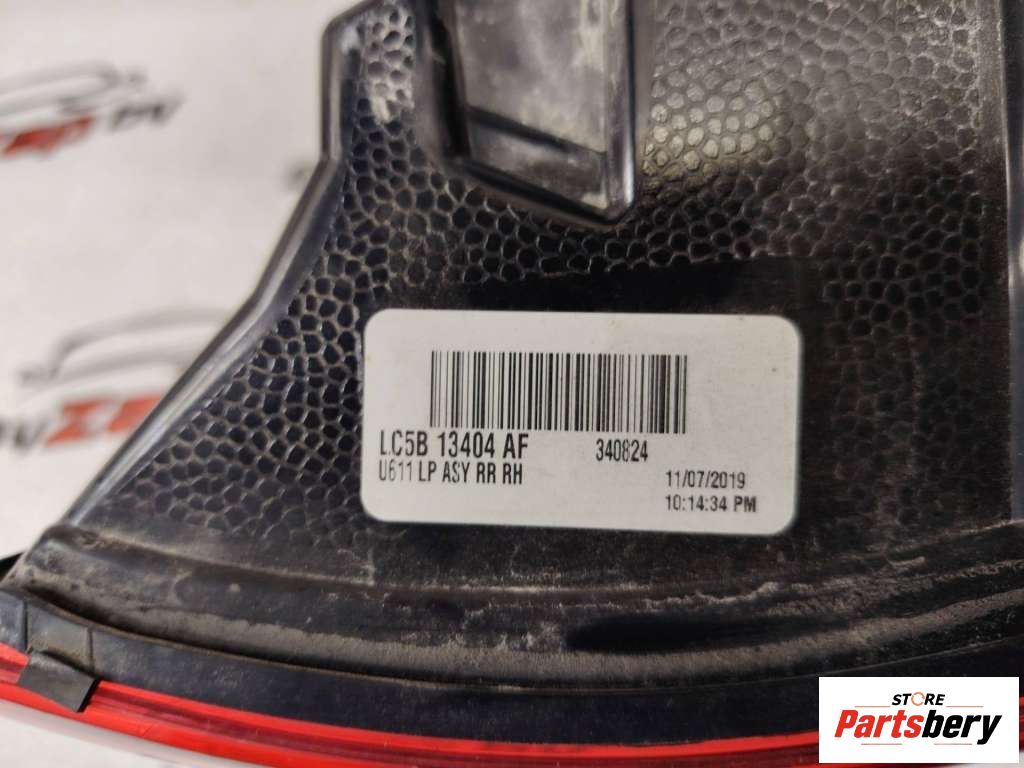 LC5B 13404 AF
340824
U611 LP ASY RR RH
11/07/2019
10:14:34 PM
STORE
Partsbery